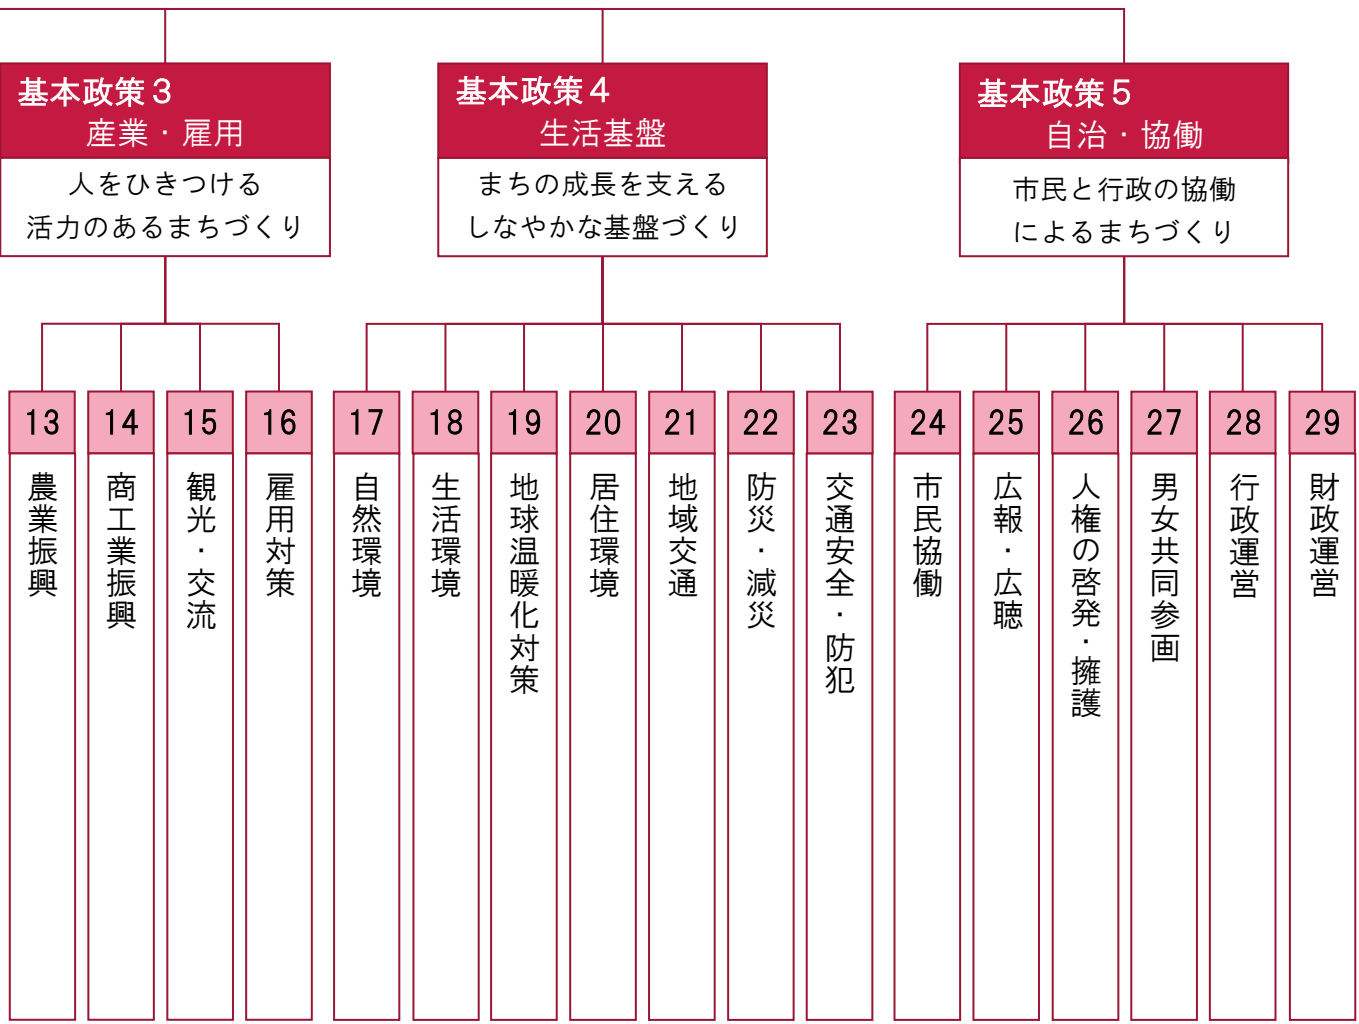 基本政策３
産業・雇用
人をひきつける
活力のあるまちづくり
基本政策４
生活基盤
まちの成長を支える
しなやかな基盤づくり
基本政策５
自治・協働
市民と行政の協働
によるまちづくり
13
農業振興
14
商工業振興
15
観光・交流
16
雇用対策
17
自然環境
18
生活環境
19
地球温暖化対策
20
居住環境
21
地域交通
22
防災・減災
23
交通安全・防犯
24
市民協働
25
広報・広聴
26
人権の啓発・擁護
27
男女共同参画
28
行政運営
29
財政運営